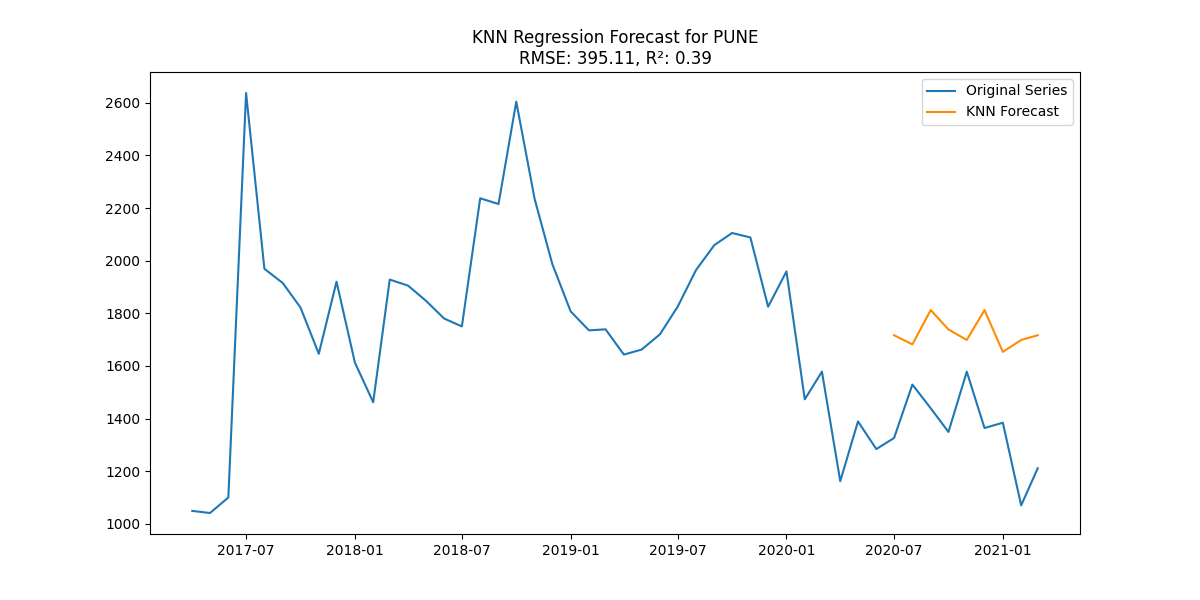 KNN Regression Forecast for PUNE
RMSE: 395.11, R²: 0.39
Original Series
KNN Forecast
2600
2400
2200
2000
1800
1600
1400
1200
1000
2017-07 2018-01 2018-07 2019-01 2019-07 2020-01 2020-07 2021-01